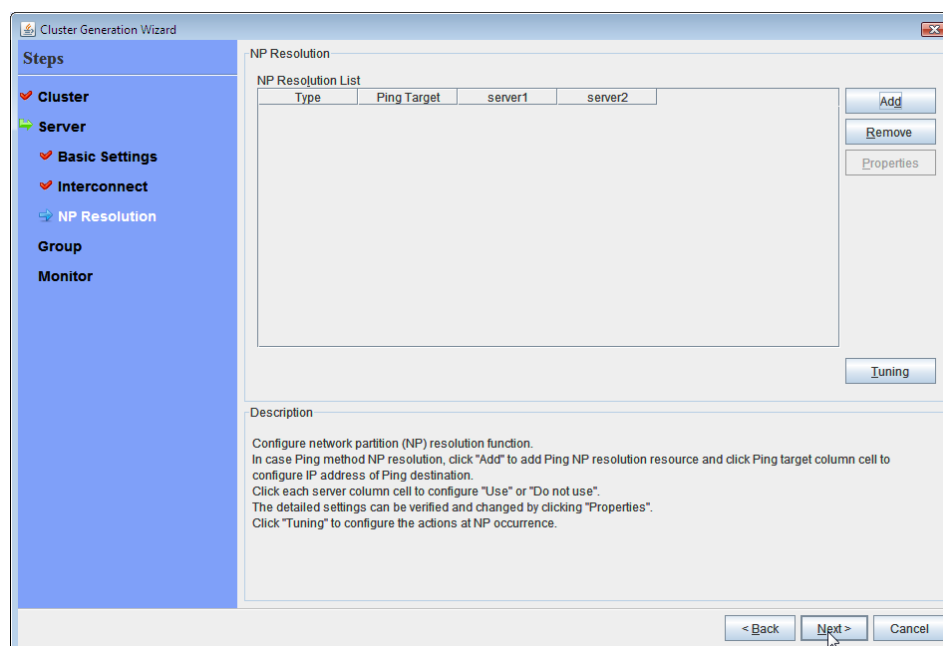 Cluster Generation Wizard
Steps
Cluster
Server
Basic Settings
Interconnect
NP Resolution
Group
Monitor
NP Resolution
NP Resolution List
Type Ping Target server1 server2
Add
Remove
Properties
Tuning
Description
Configure network partition (NP) resolution function.
In case Ping method NP resolution, click "Add" to add Ping NP resolution resource and click Ping target column cell to
configure IP address of Ping destination.
Click each server column cell to configure "Use" or "Do not use".
The detailed settings can be verified and changed by clicking "Properties".
Click "Tuning" to configure the actions at NP occurrence.
< Back Next > Cancel